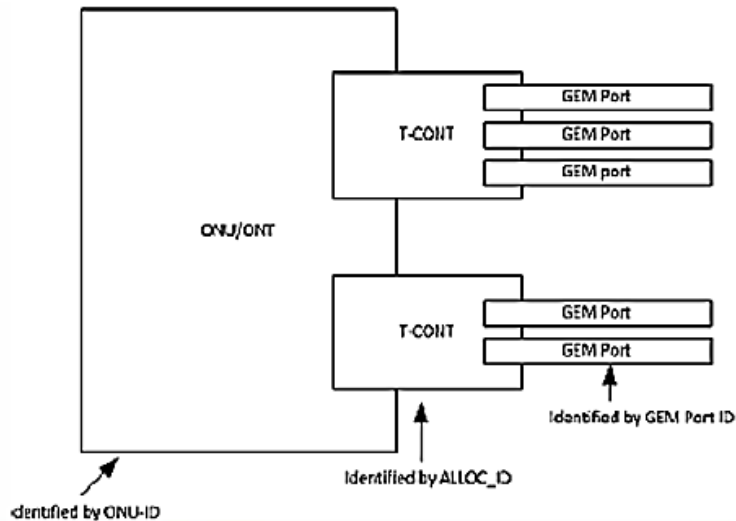 GEM Port
T-CONT
GEM Port
GEM port
ONU/ONT
GEM Port
T-CONT
GEM Port
Identified by GEM Port ID
Identified by ALLOC_ID
dentified by ONU-ID